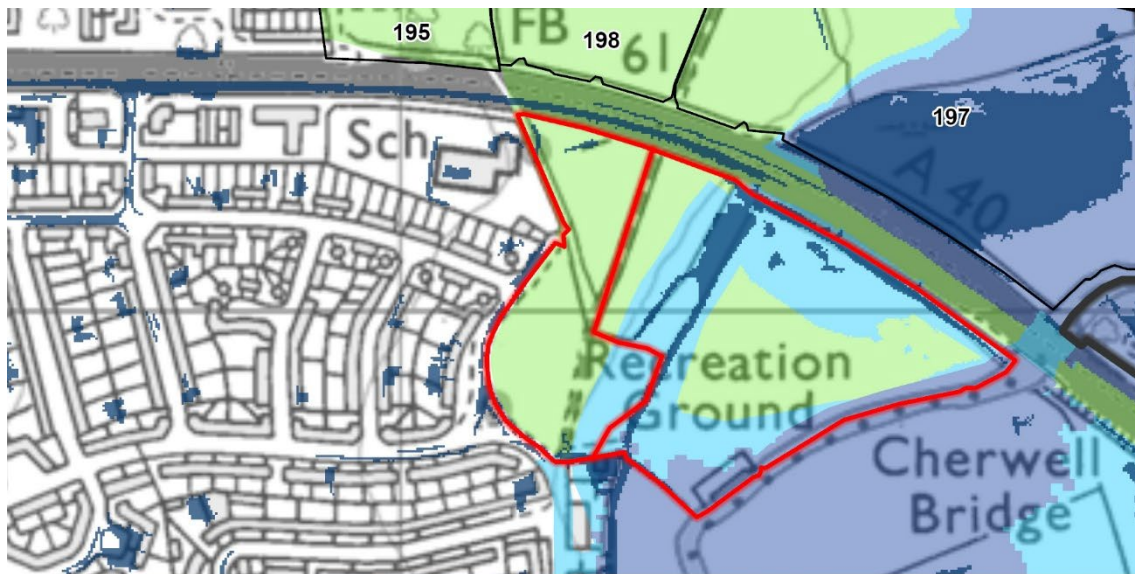 195
FB
198
61
197
Sch
A 40
Recreation
Ground
Cherwell
Bridge